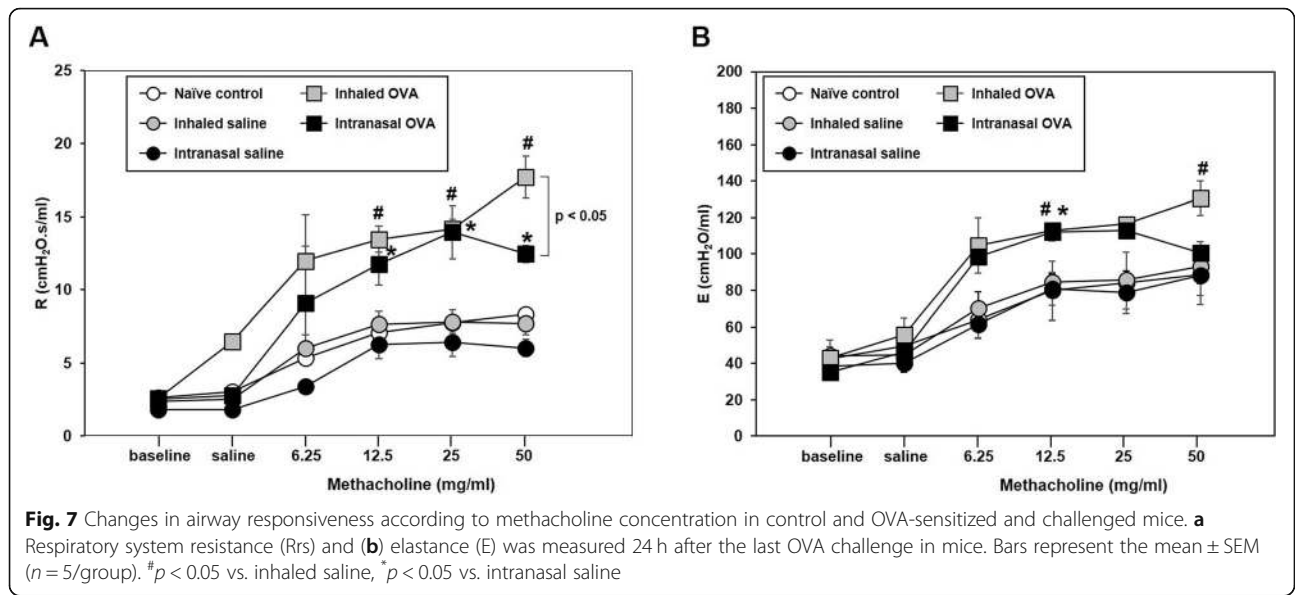 A
25
20
15
10
5
0
R (cmH₂O.s/ml)
Naïve control
Inhaled saline
Intranasal saline
Inhaled OVA
Intranasal OVA
#
#
#
*
*
*
p < 0.05
baseline saline 6.25 12.5 25 50
Methacholine (mg/ml)
B
200
180
160
140
120
100
80
60
40
20
0
E (cmH₂O/ml)
Naïve control
Inhaled saline
Intranasal saline
Inhaled OVA
Intranasal OVA
# *
#
baseline saline 6.25 12.5 25 50
Methacholine (mg/ml)
Fig. 7 Changes in airway responsiveness according to methacholine concentration in control and OVA-sensitized and challenged mice. a
Respiratory system resistance (Rrs) and (b) elastance (E) was measured 24 h after the last OVA challenge in mice. Bars represent the mean ± SEM
(n = 5/group). #p < 0.05 vs. inhaled saline, *p < 0.05 vs. intranasal saline